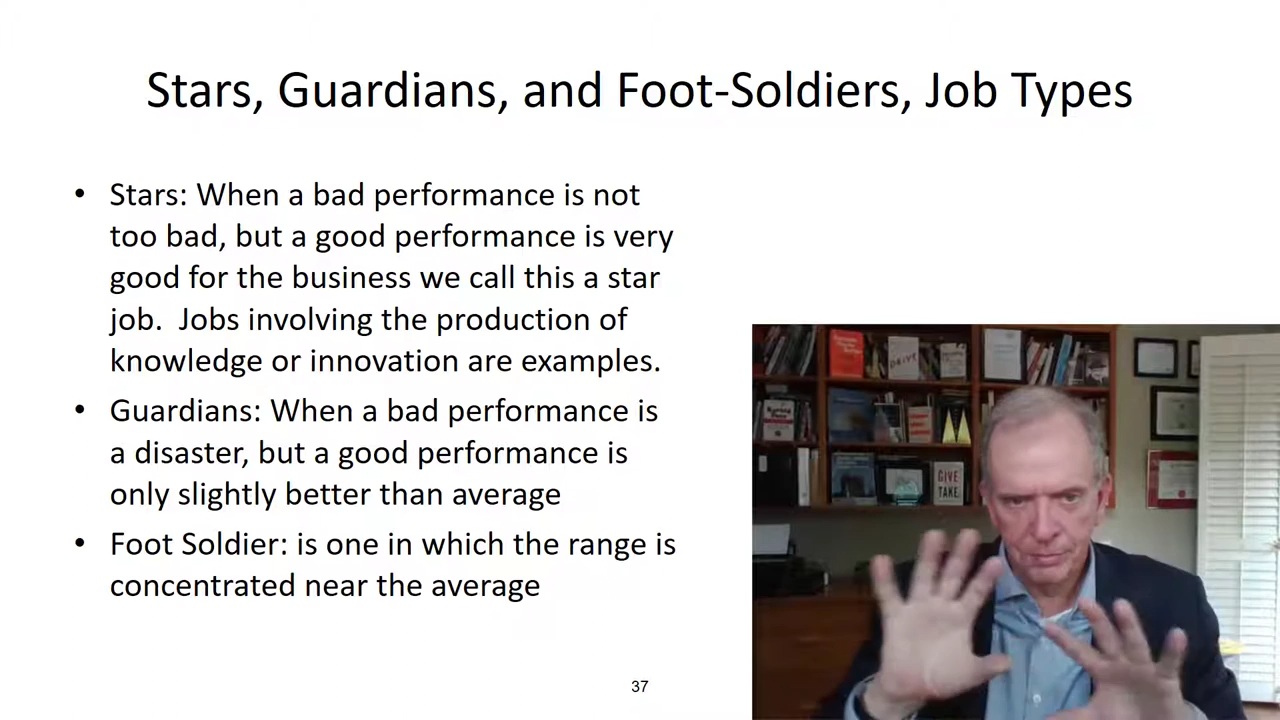 Stars, Guardians, and Foot-Soldiers, Job Types
• Stars: When a bad performance is not
too bad, but a good performance is very
good for the business we call this a star
job.  Jobs involving the production of
knowledge or innovation are examples.
• Guardians: When a bad performance is
a disaster, but a good performance is
only slightly better than average
• Foot Soldier: is one in which the range is
concentrated near the average
DRIVE
GIVE
TAKE
37